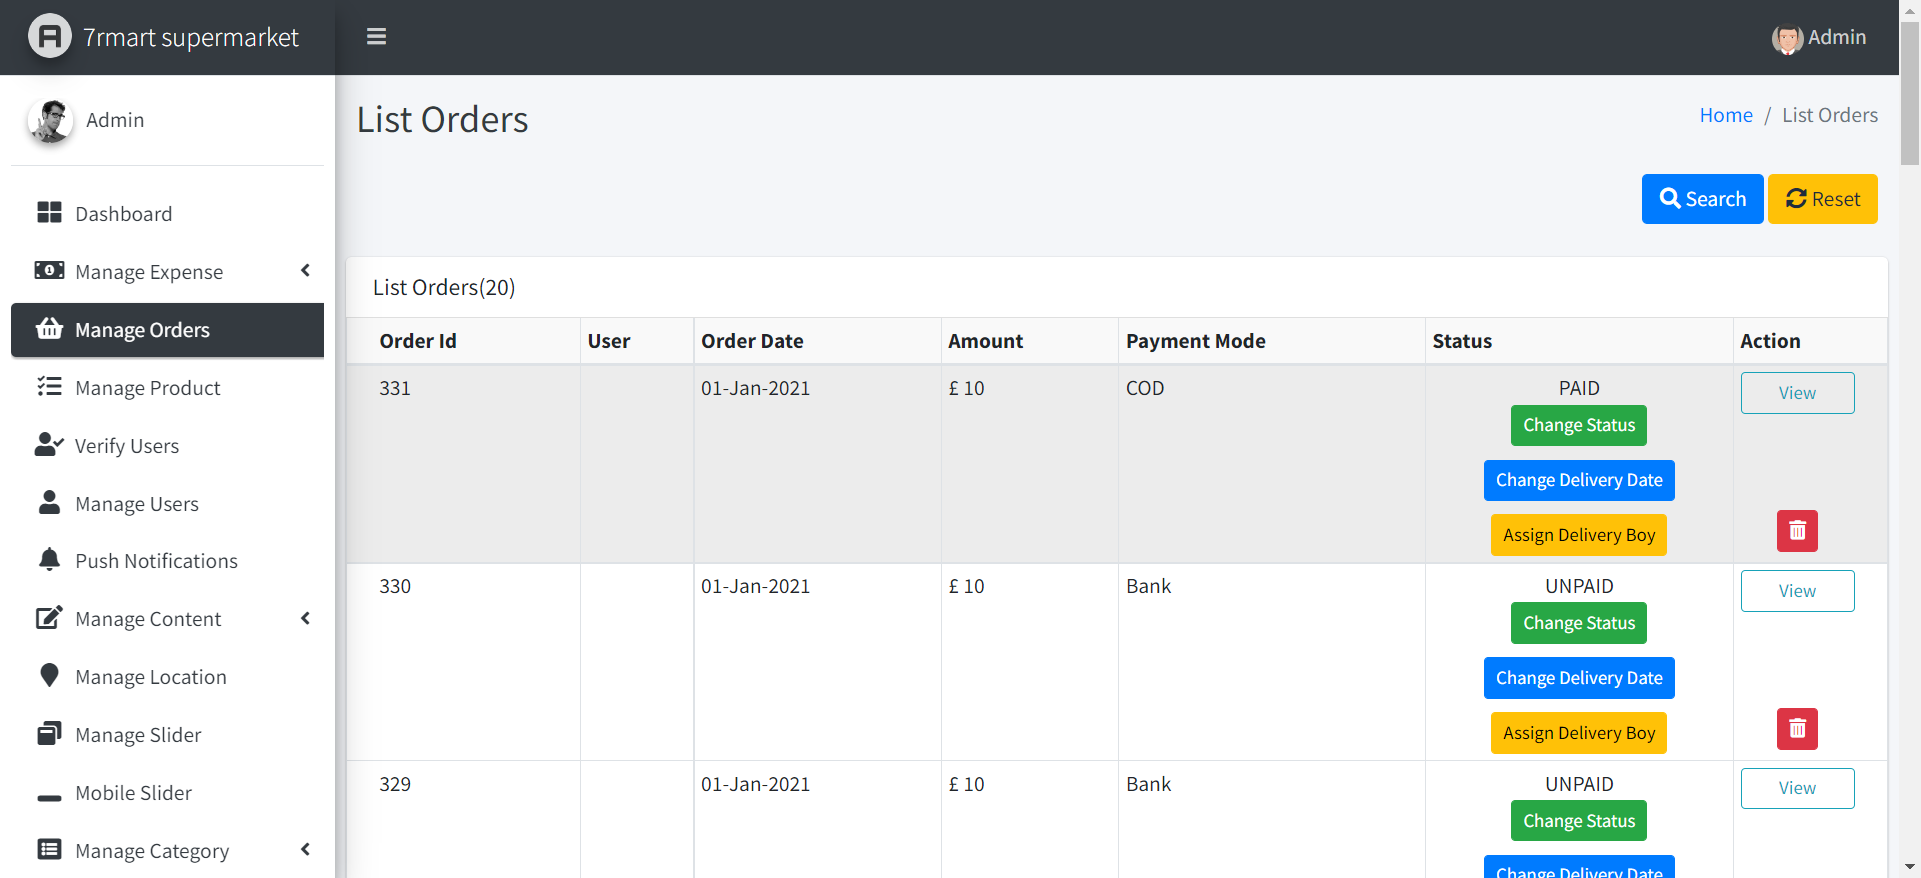 7rmart supermarket
Admin
Admin
Dashboard
Manage Expense
Manage Orders
Manage Product
Verify Users
Manage Users
Push Notifications
Manage Content
Manage Location
Manage Slider
Mobile Slider
Manage Category
List Orders
Home / List Orders
Search Reset
List Orders(20)
Order Id User Order Date Amount Payment Mode Status Action
331 01-Jan-2021 £ 10 COD PAID View
Change Status
Change Delivery Date
Assign Delivery Boy
330 01-Jan-2021 £ 10 Bank UNPAID View
Change Status
Change Delivery Date
Assign Delivery Boy
329 01-Jan-2021 £ 10 Bank UNPAID View
Change Status
Change Delivery Date